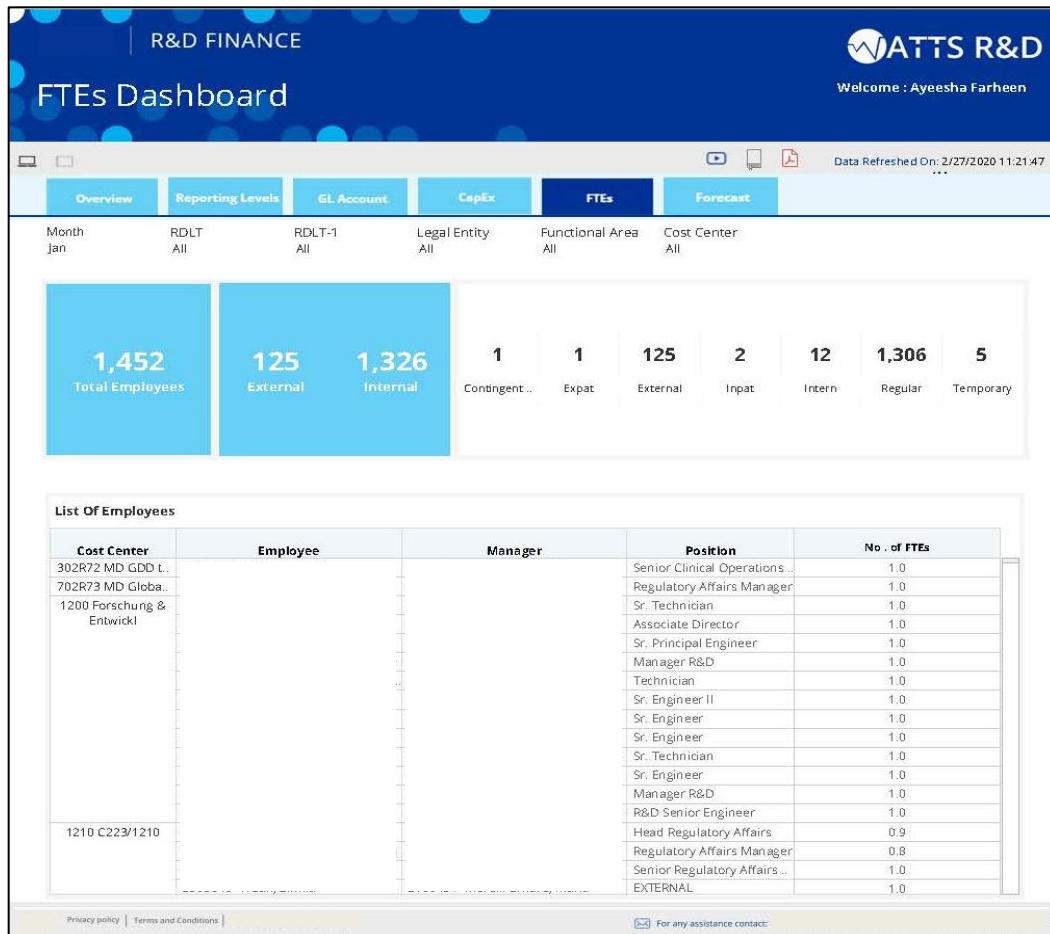 R&D FINANCE
WATTS R&D
FTEs Dashboard
Welcome : Ayeesha Farheen
Data Refreshed On: 2/27/2020 11:21:47
Overview Reporting Levels GL Account CapEx FTEs Forecast
Month RDLT RDLT-1 Legal Entity Functional Area Cost Center
Jan All All All All All
1,452 125 1,326 1 1 125 2 12 1,306 5
Total Employees External Internal Contingent .. Expat External Inpat Intern Regular Temporary
List Of Employees
Cost Center Employee Manager Position No . of FTEs
302R72 MD GDD t.. Senior Clinical Operations .. 1.0
702R73 MD Globa.. Regulatory Affairs Manager 1.0
1200 Forschung & Sr. Technician 1.0
Entwickl Associate Director 1.0
Sr. Principal Engineer 1.0
Manager R&D 1.0
Technician 1.0
Sr. Engineer II 1.0
Sr. Engineer 1.0
Sr. Engineer 1.0
Sr. Technician 1.0
Sr. Engineer 1.0
Manager R&D 1.0
R&D Senior Engineer 1.0
1210 C223/1210 Head Regulatory Affairs 0.9
Regulatory Affairs Manager 0.8
Senior Regulatory Affairs .. 1.0
EXTERNAL 1.0
Privacy policy | Terms and Conditions | For any assistance contact: